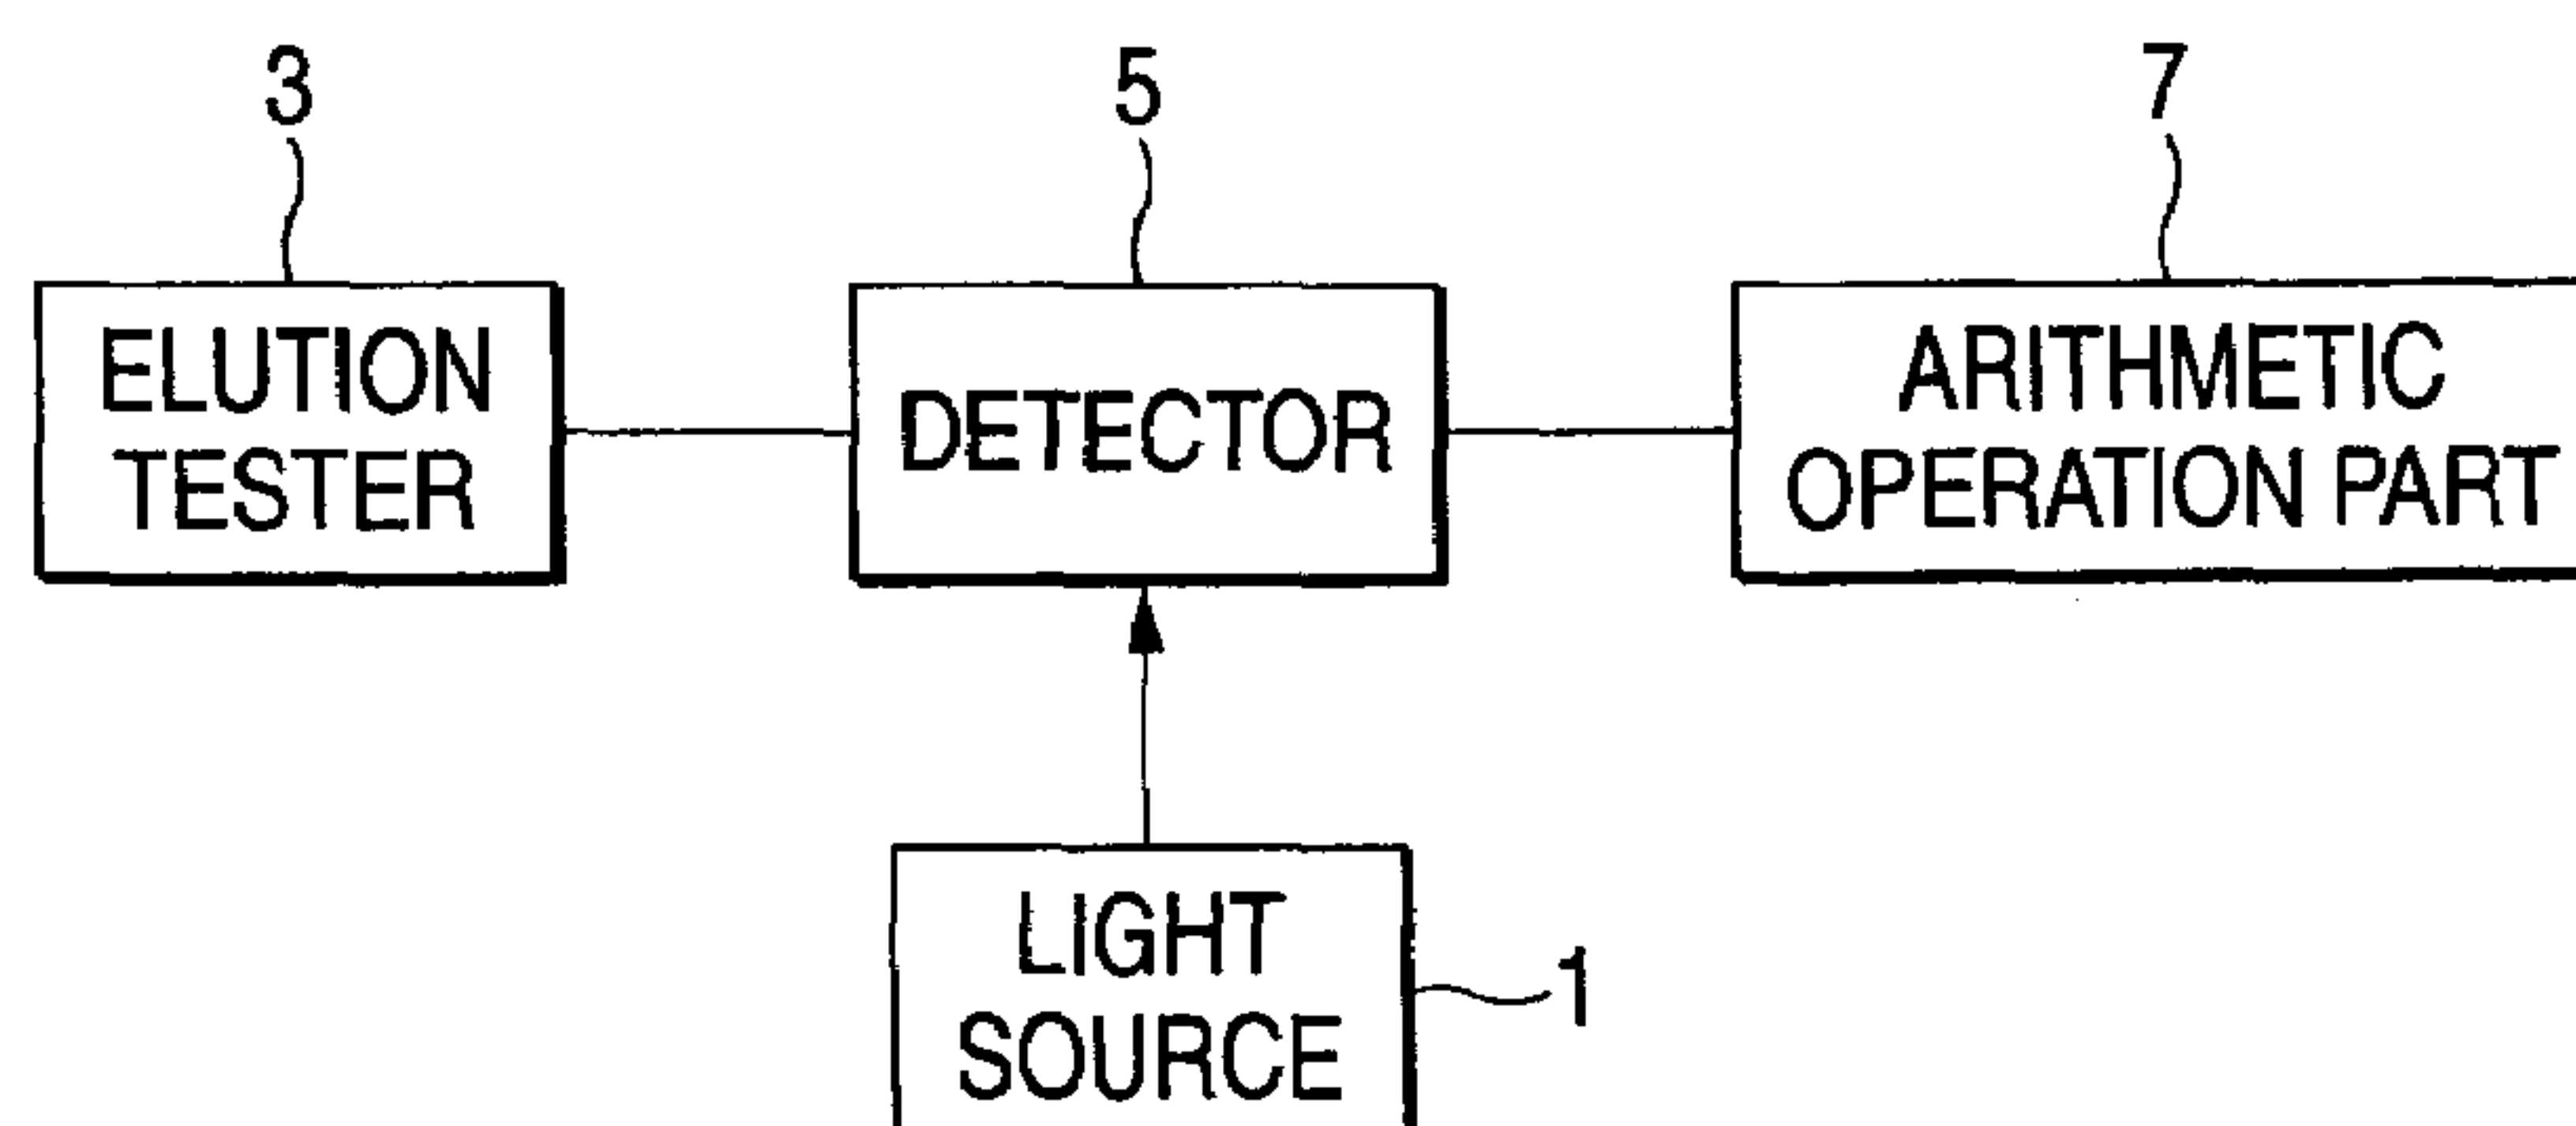 3
5
7
ELUTION
TESTER
DETECTOR
ARITHMETIC
OPERATION PART
LIGHT
SOURCE
1